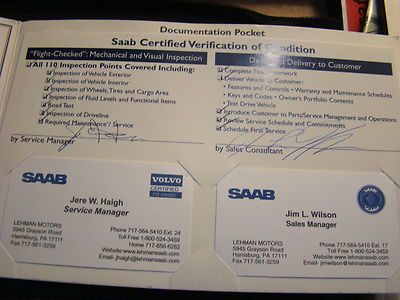 Documentation Pocket
Saab Certified Verification of Condition
"Flight-Checked": Mechanical and Visual Inspection
All 110 Inspection Points Covered Including:
Inspection of Vehicle Exterior
Inspection of Vehicle Interior
Inspection of Wheels, Tires and Cargo Area
Inspection of Fluid Levels and Functional Items
Road Test
Inspection of Driveline
Required Maintenance / Service
by Service Manager
and Delivery to Customer
Complete Paperwork
Deliver Vehicle:
• Features and Controls • Warranty and Maintenance Schedules
• Keys and Codes • Owner's Portfolio Contents
• Test Drive Vehicle
Introduce Customer to Parts/Service Management and Operations
Review Service Schedule and Commitments
Schedule First Service
by Sales Consultant
SAAB
VOLVO
CERTIFIED
PRE-OWNED
Jere W. Haigh
Service Manager
LEHMAN MOTORS
5945 Grayson Road
Harrisburg, PA 17111
Fax 717-561-3259
Phone 717-564-5410 Ext. 24
Toll Free 1-800-524-3459
Home 717-656-6282
Website:www.lehmansaab.com
Email- jhaigh@lehmansaab.com
SAAB
Jim L. Wilson
Sales Manager
LEHMAN MOTORS
5945 Grayson Road
Harrisburg, PA 17111
Fax 717-561-3259
Phone 717-564-5410 Ext. 17
Toll Free 1-800-524-3459
Website:www.lehmansaab.com
Email- jimwilson@lehmansaab.com